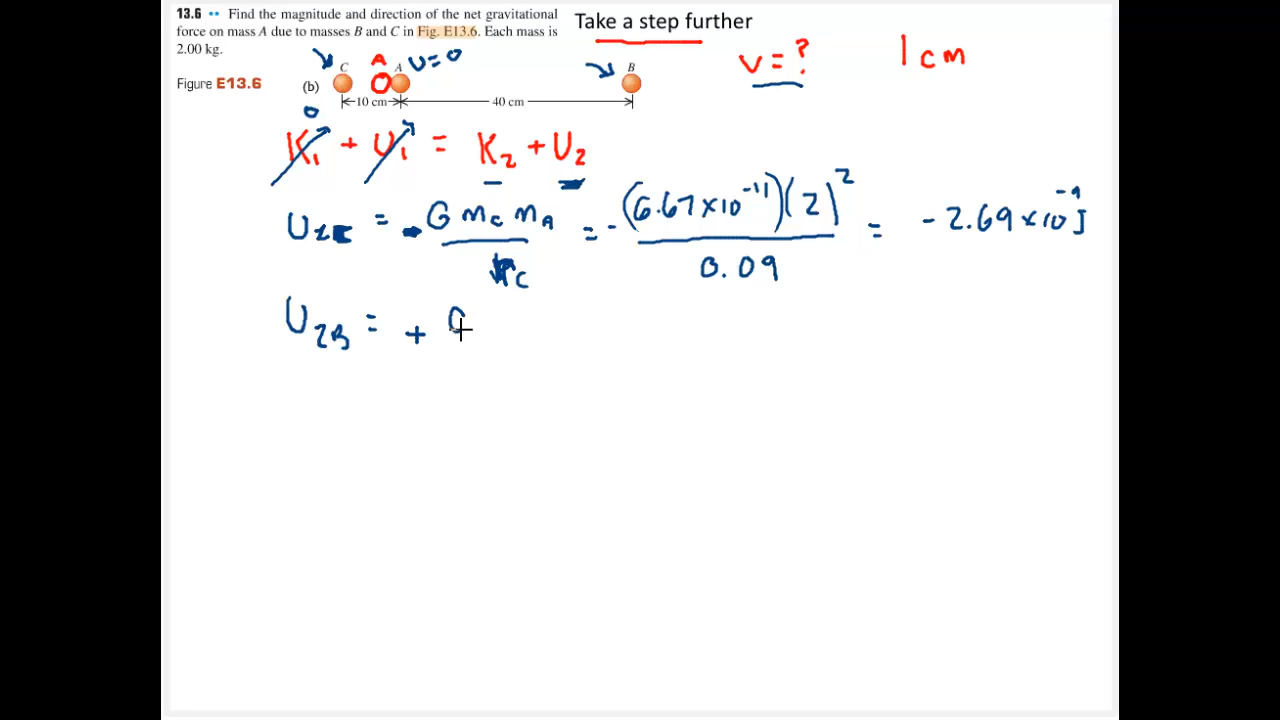 13.6 •• Find the magnitude and direction of the net gravitational
force on mass A due to masses B and C in Fig. E13.6. Each mass is
2.00 kg.
Take a step further
v = ?
1 cm
Figure E13.6
(b)
C
A
A
U = 0
B
10 cm
40 cm
0
K₁ + U₁ = K₂ + U₂
U₂C = - G mC mA / rC = - (6.67×10⁻¹¹)(2)² / 0.09 = - 2.69×10⁻⁹ J
U₂B = + G